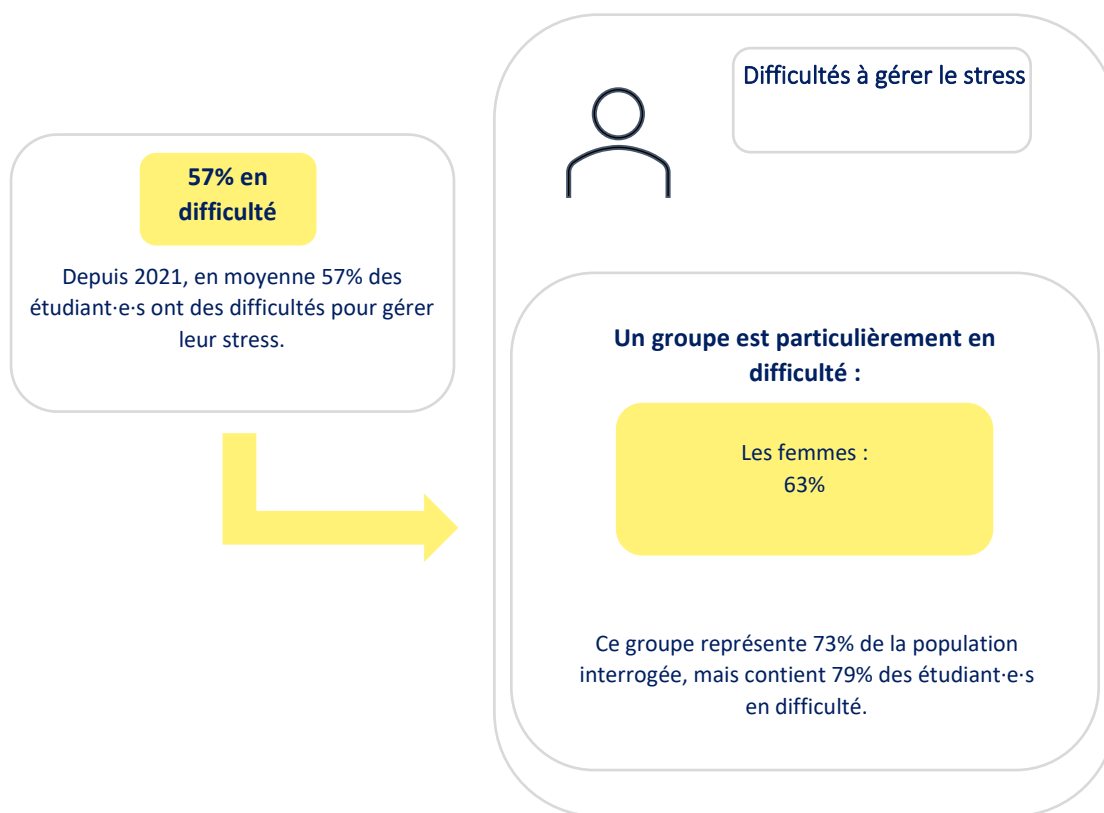 Difficultés à gérer le stress
57% en
difficulté
Depuis 2021, en moyenne 57% des
étudiant·e·s ont des difficultés pour gérer
leur stress.
Un groupe est particulièrement en
difficulté :
Les femmes :
63%
Ce groupe représente 73% de la population
interrogée, mais contient 79% des étudiant·e·s
en difficulté.